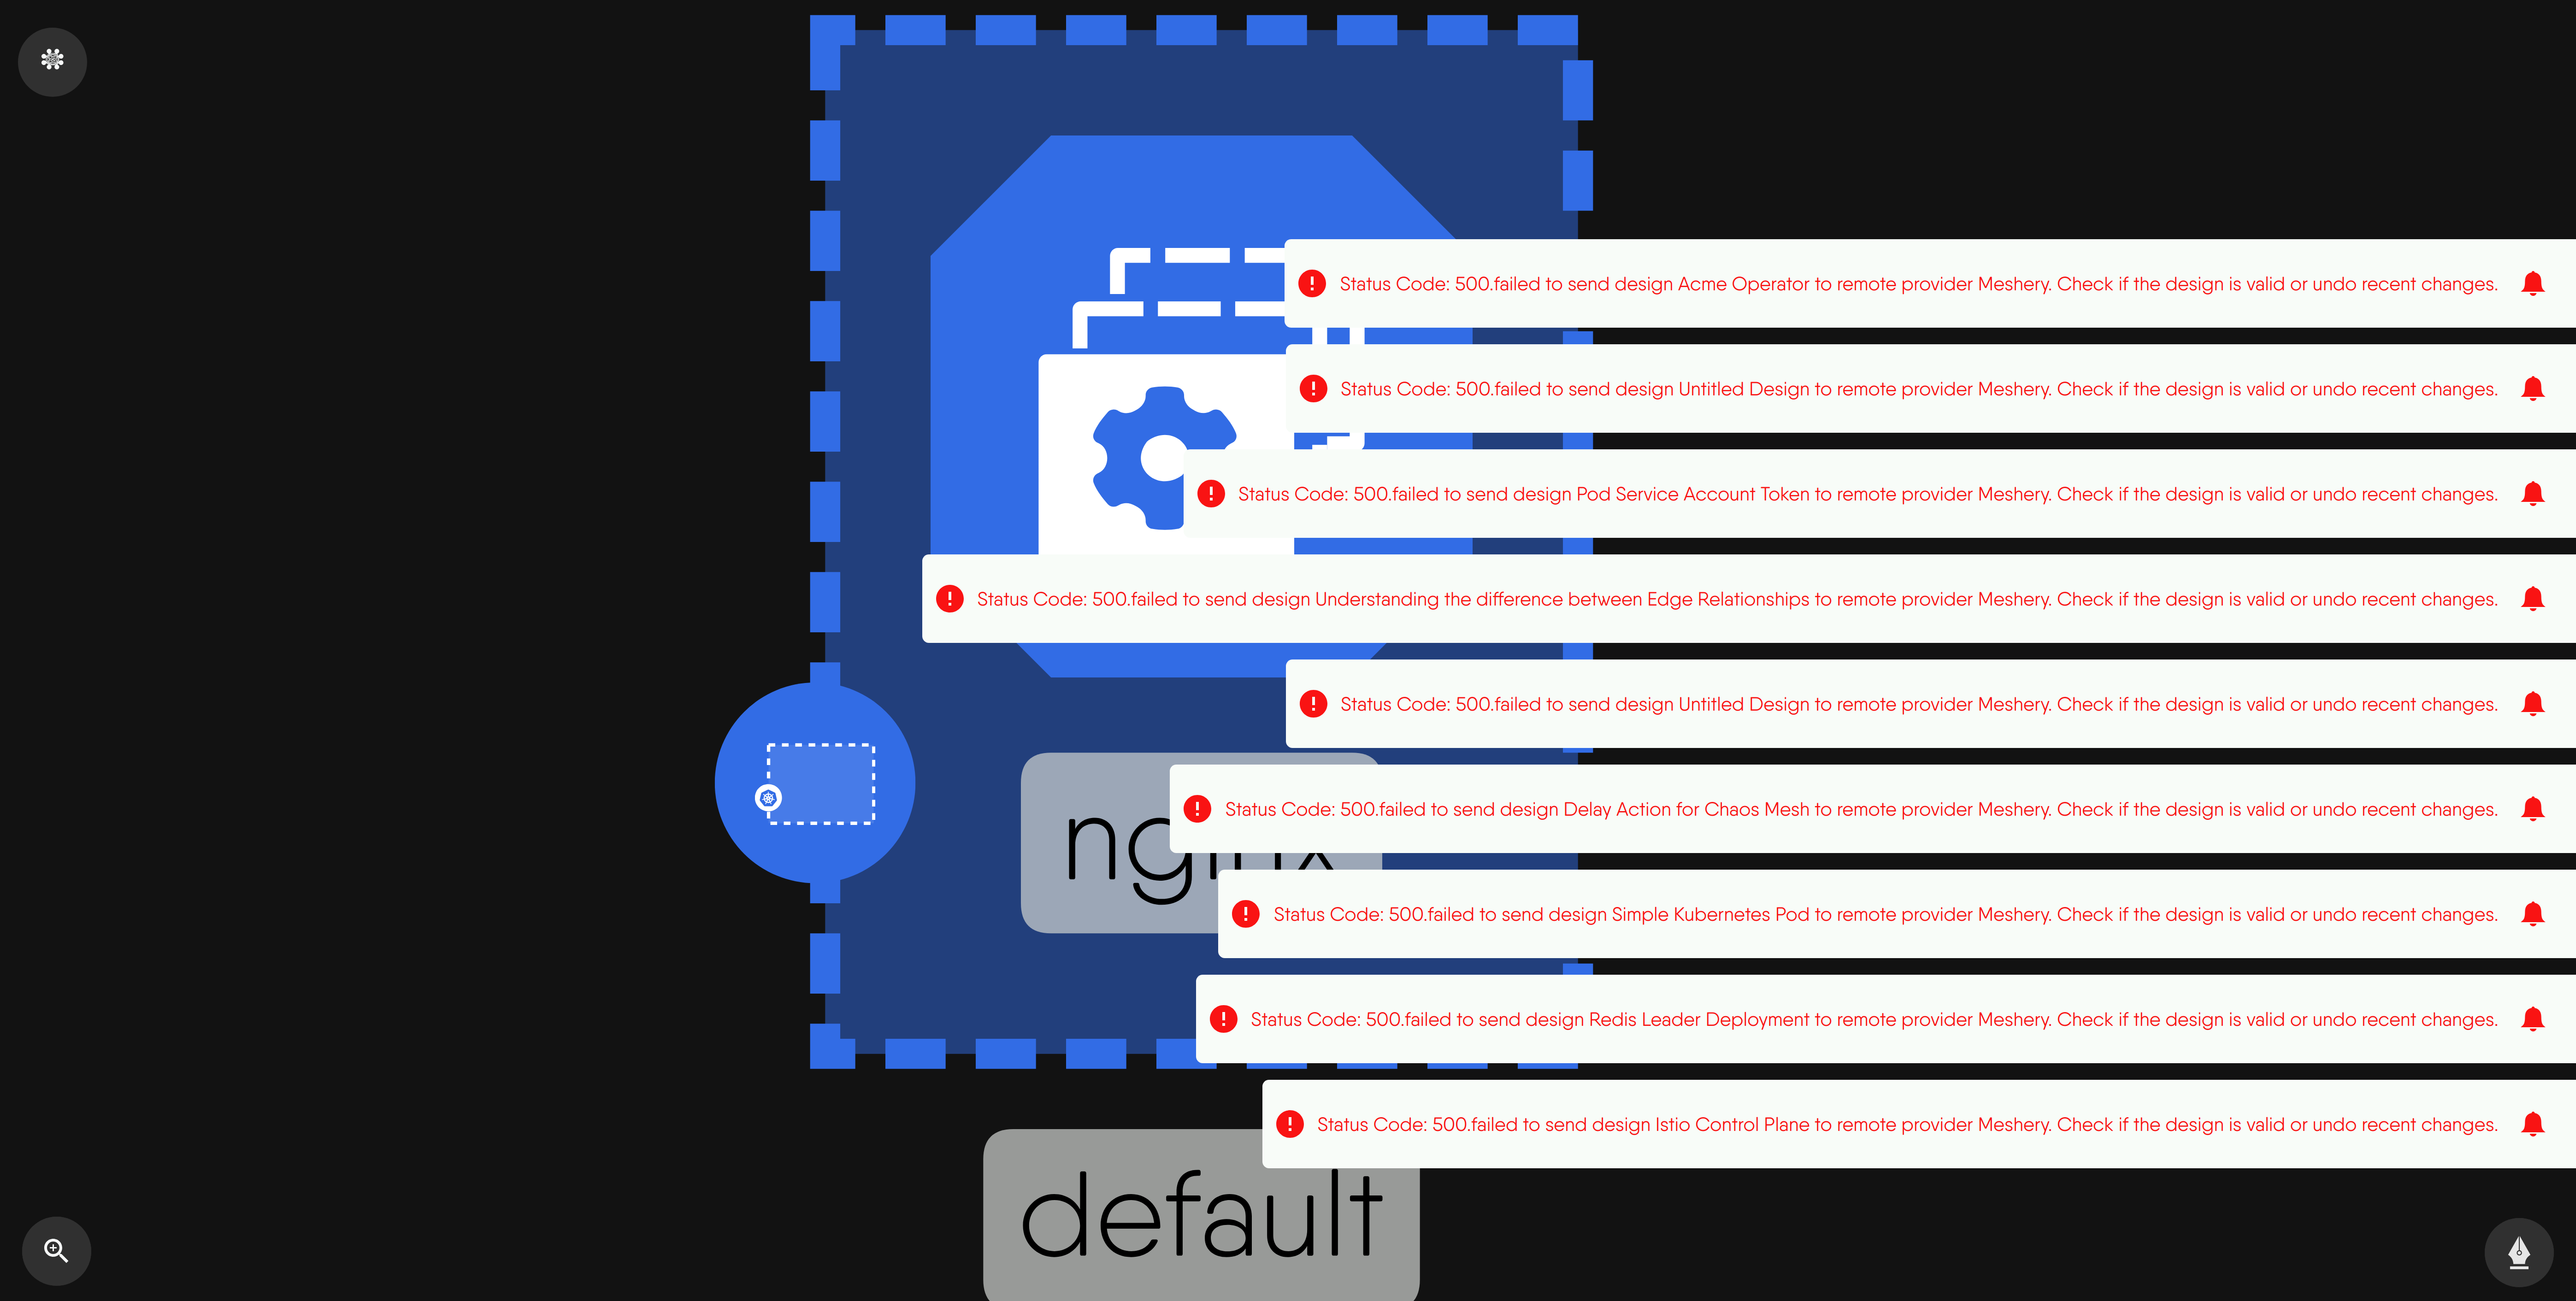 Status Code: 500.failed to send design Acme Operator to remote provider Meshery. Check if the design is valid or undo recent changes.
Status Code: 500.failed to send design Untitled Design to remote provider Meshery. Check if the design is valid or undo recent changes.
Status Code: 500.failed to send design Pod Service Account Token to remote provider Meshery. Check if the design is valid or undo recent changes.
Status Code: 500.failed to send design Understanding the difference between Edge Relationships to remote provider Meshery. Check if the design is valid or undo recent changes.
Status Code: 500.failed to send design Untitled Design to remote provider Meshery. Check if the design is valid or undo recent changes.
Status Code: 500.failed to send design Delay Action for Chaos Mesh to remote provider Meshery. Check if the design is valid or undo recent changes.
nginx
Status Code: 500.failed to send design Simple Kubernetes Pod to remote provider Meshery. Check if the design is valid or undo recent changes.
Status Code: 500.failed to send design Redis Leader Deployment to remote provider Meshery. Check if the design is valid or undo recent changes.
Status Code: 500.failed to send design Istio Control Plane to remote provider Meshery. Check if the design is valid or undo recent changes.
default